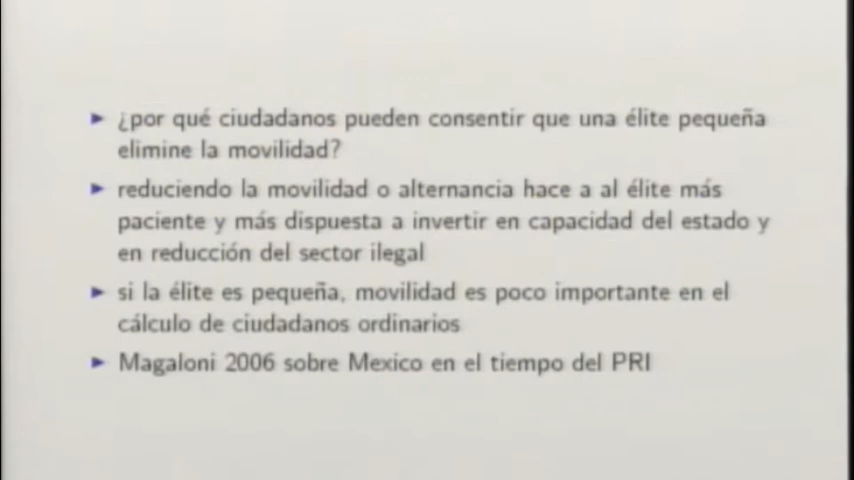 ¿por qué ciudadanos pueden consentir que una élite pequeña
elimine la movilidad?
reduciendo la movilidad o alternancia hace a al élite más
paciente y más dispuesta a invertir en capacidad del estado y
en reducción del sector ilegal
si la élite es pequeña, movilidad es poco importante en el
cálculo de ciudadanos ordinarios
Magaloni 2006 sobre Mexico en el tiempo del PRI